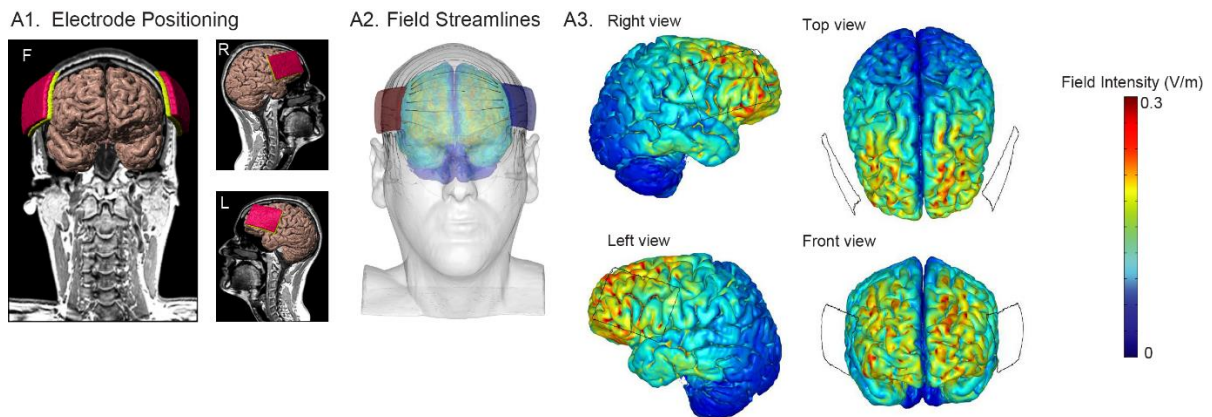 A1. Electrode Positioning
F
R
L
A2. Field Streamlines
A3. Right view
Top view
Left view
Front view
Field Intensity (V/m)
0.3
0